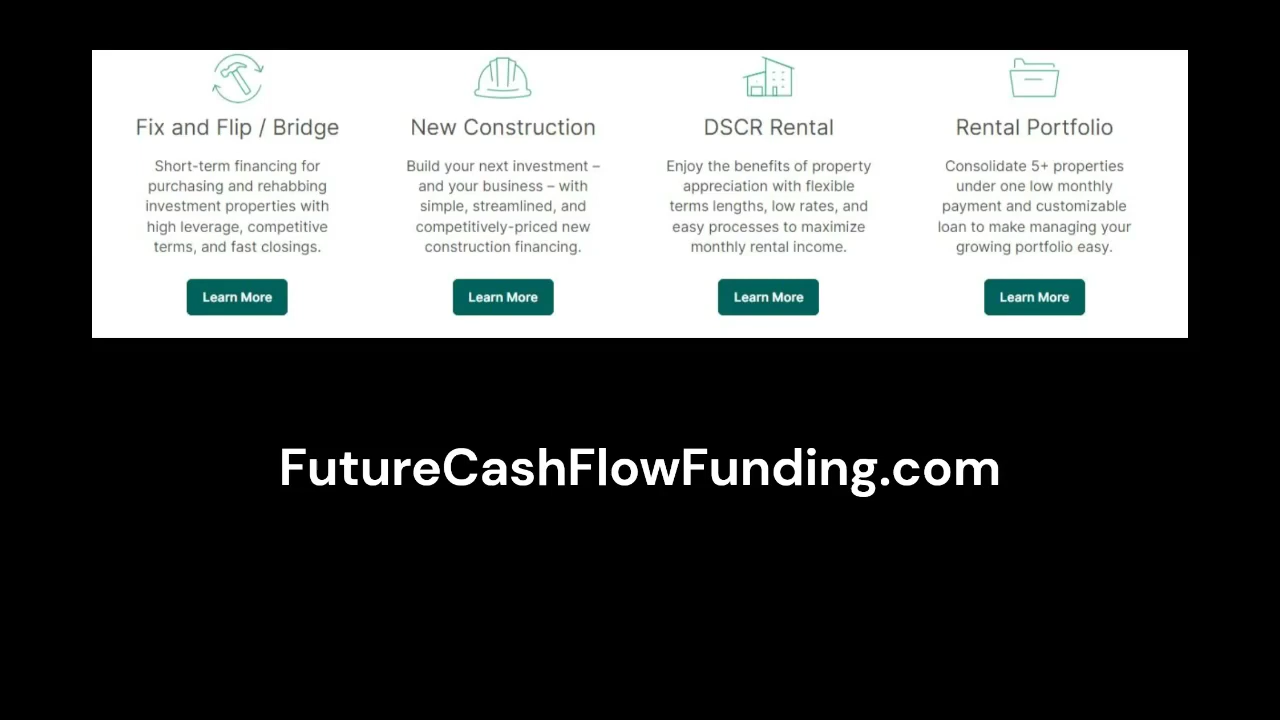 Fix and Flip / Bridge
Short-term financing for
purchasing and rehabbing
investment properties with
high leverage, competitive
terms, and fast closings.
Learn More
New Construction
Build your next investment –
and your business – with
simple, streamlined, and
competitively-priced new
construction financing.
Learn More
DSCR Rental
Enjoy the benefits of property
appreciation with flexible
terms lengths, low rates, and
easy processes to maximize
monthly rental income.
Learn More
Rental Portfolio
Consolidate 5+ properties
under one low monthly
payment and customizable
loan to make managing your
growing portfolio easy.
Learn More
FutureCashFlowFunding.com